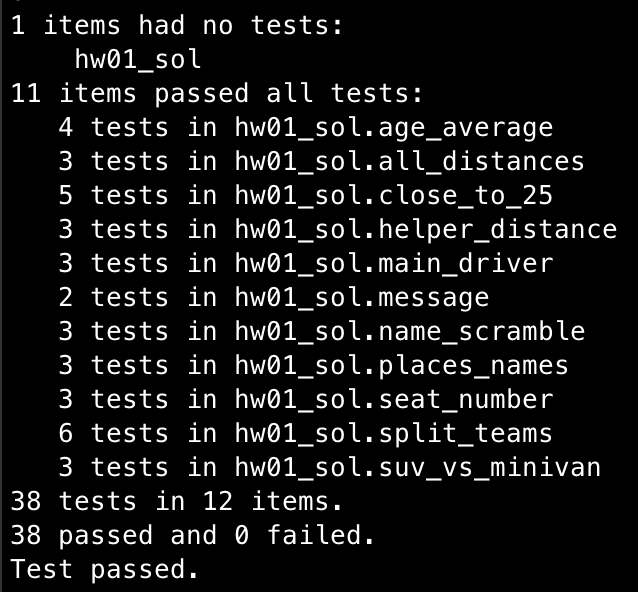 1 items had no tests:
    hw01_sol
11 items passed all tests:
   4 tests in hw01_sol.age_average
   3 tests in hw01_sol.all_distances
   5 tests in hw01_sol.close_to_25
   3 tests in hw01_sol.helper_distance
   3 tests in hw01_sol.main_driver
   2 tests in hw01_sol.message
   3 tests in hw01_sol.name_scramble
   3 tests in hw01_sol.places_names
   3 tests in hw01_sol.seat_number
   6 tests in hw01_sol.split_teams
   3 tests in hw01_sol.suv_vs_minivan
38 tests in 12 items.
38 passed and 0 failed.
Test passed.